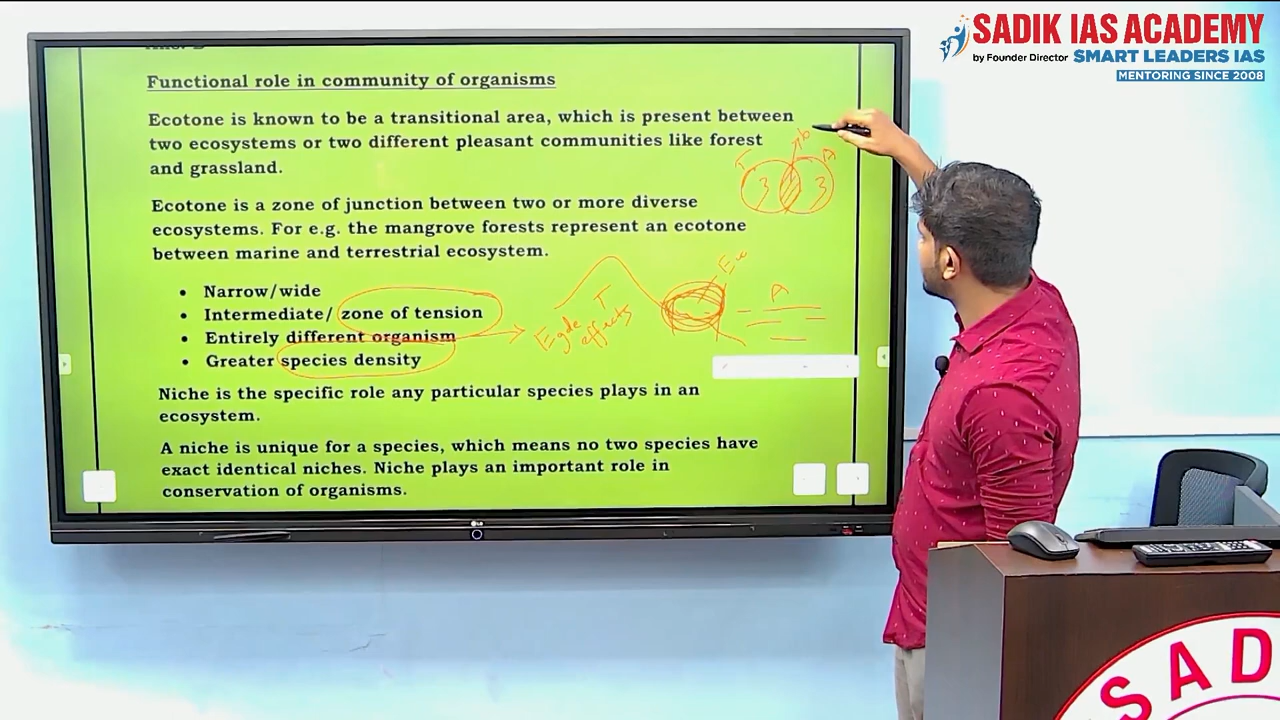 SADIK IAS ACADEMY
by Founder Director SMART LEADERS IAS
MENTORING SINCE 2008
Functional role in community of organisms
Ecotone is known to be a transitional area, which is present between
two ecosystems or two different pleasant communities like forest
and grassland.
Ecotone is a zone of junction between two or more diverse
ecosystems. For e.g. the mangrove forests represent an ecotone
between marine and terrestrial ecosystem.
• Narrow/wide
• Intermediate/ zone of tension
• Entirely different organism
• Greater species density
T
A
3
3
T
A
effects
Niche is the specific role any particular species plays in an
ecosystem.
A niche is unique for a species, which means no two species have
exact identical niches. Niche plays an important role in
conservation of organisms.
LG
SAD